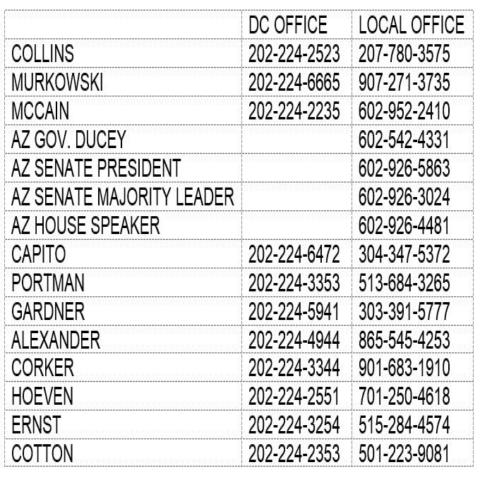 DC OFFICE LOCAL OFFICE
COLLINS 202-224-2523 207-780-3575
MURKOWSKI 202-224-6665 907-271-3735
MCCAIN 202-224-2235 602-952-2410
AZ GOV. DUCEY 602-542-4331
AZ SENATE PRESIDENT 602-926-5863
AZ SENATE MAJORITY LEADER 602-926-3024
AZ HOUSE SPEAKER 602-926-4481
CAPITO 202-224-6472 304-347-5372
PORTMAN 202-224-3353 513-684-3265
GARDNER 202-224-5941 303-391-5777
ALEXANDER 202-224-4944 865-545-4253
CORKER 202-224-3344 901-683-1910
HOEVEN 202-224-2551 701-250-4618
ERNST 202-224-3254 515-284-4574
COTTON 202-224-2353 501-223-9081